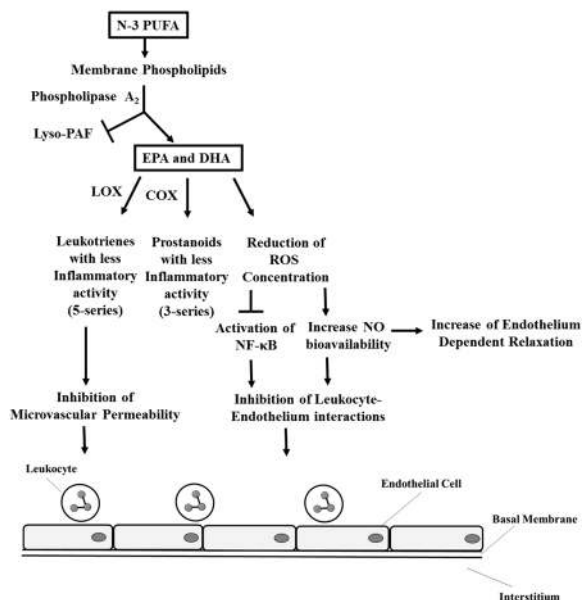 N-3 PUFA
Membrane Phospholipids
Phospholipase A₂
Lyso-PAF
EPA and DHA
LOX
COX
Leukotrienes
with less
Inflammatory
activity
(5-series)
Prostanoids
with less
Inflammatory
activity
(3-series)
Reduction of
ROS
Concentration
Activation of
NF-κB
Increase NO
bioavailability
Increase of Endothelium
Dependent Relaxation
Inhibition of
Microvascular Permeability
Inhibition of Leukocyte-
Endothelium interactions
Leukocyte
Endothelial Cell
Basal Membrane
Interstitium